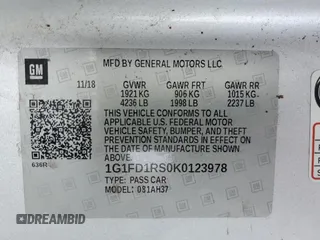 GM
MFD BY GENERAL MOTORS LLC
11/18
GVWR GAWR FRT GAWR RR
1921 KG 906 KG 1015 KG
4236 LB 1998 LB 2237 LB
THIS VEHICLE CONFORMS TO ALL
APPLICABLE U.S. FEDERAL MOTOR
VEHICLE SAFETY, BUMPER, AND THEFT
PREVENTION STANDARDS IN EFFECT
ON THE DATE OF MANUFACTURE
SHOWN ABOVE.
636R
1G1FD1RS0K0123978
TYPE: PASS CAR
MODEL: 081AH37
DREAMBID